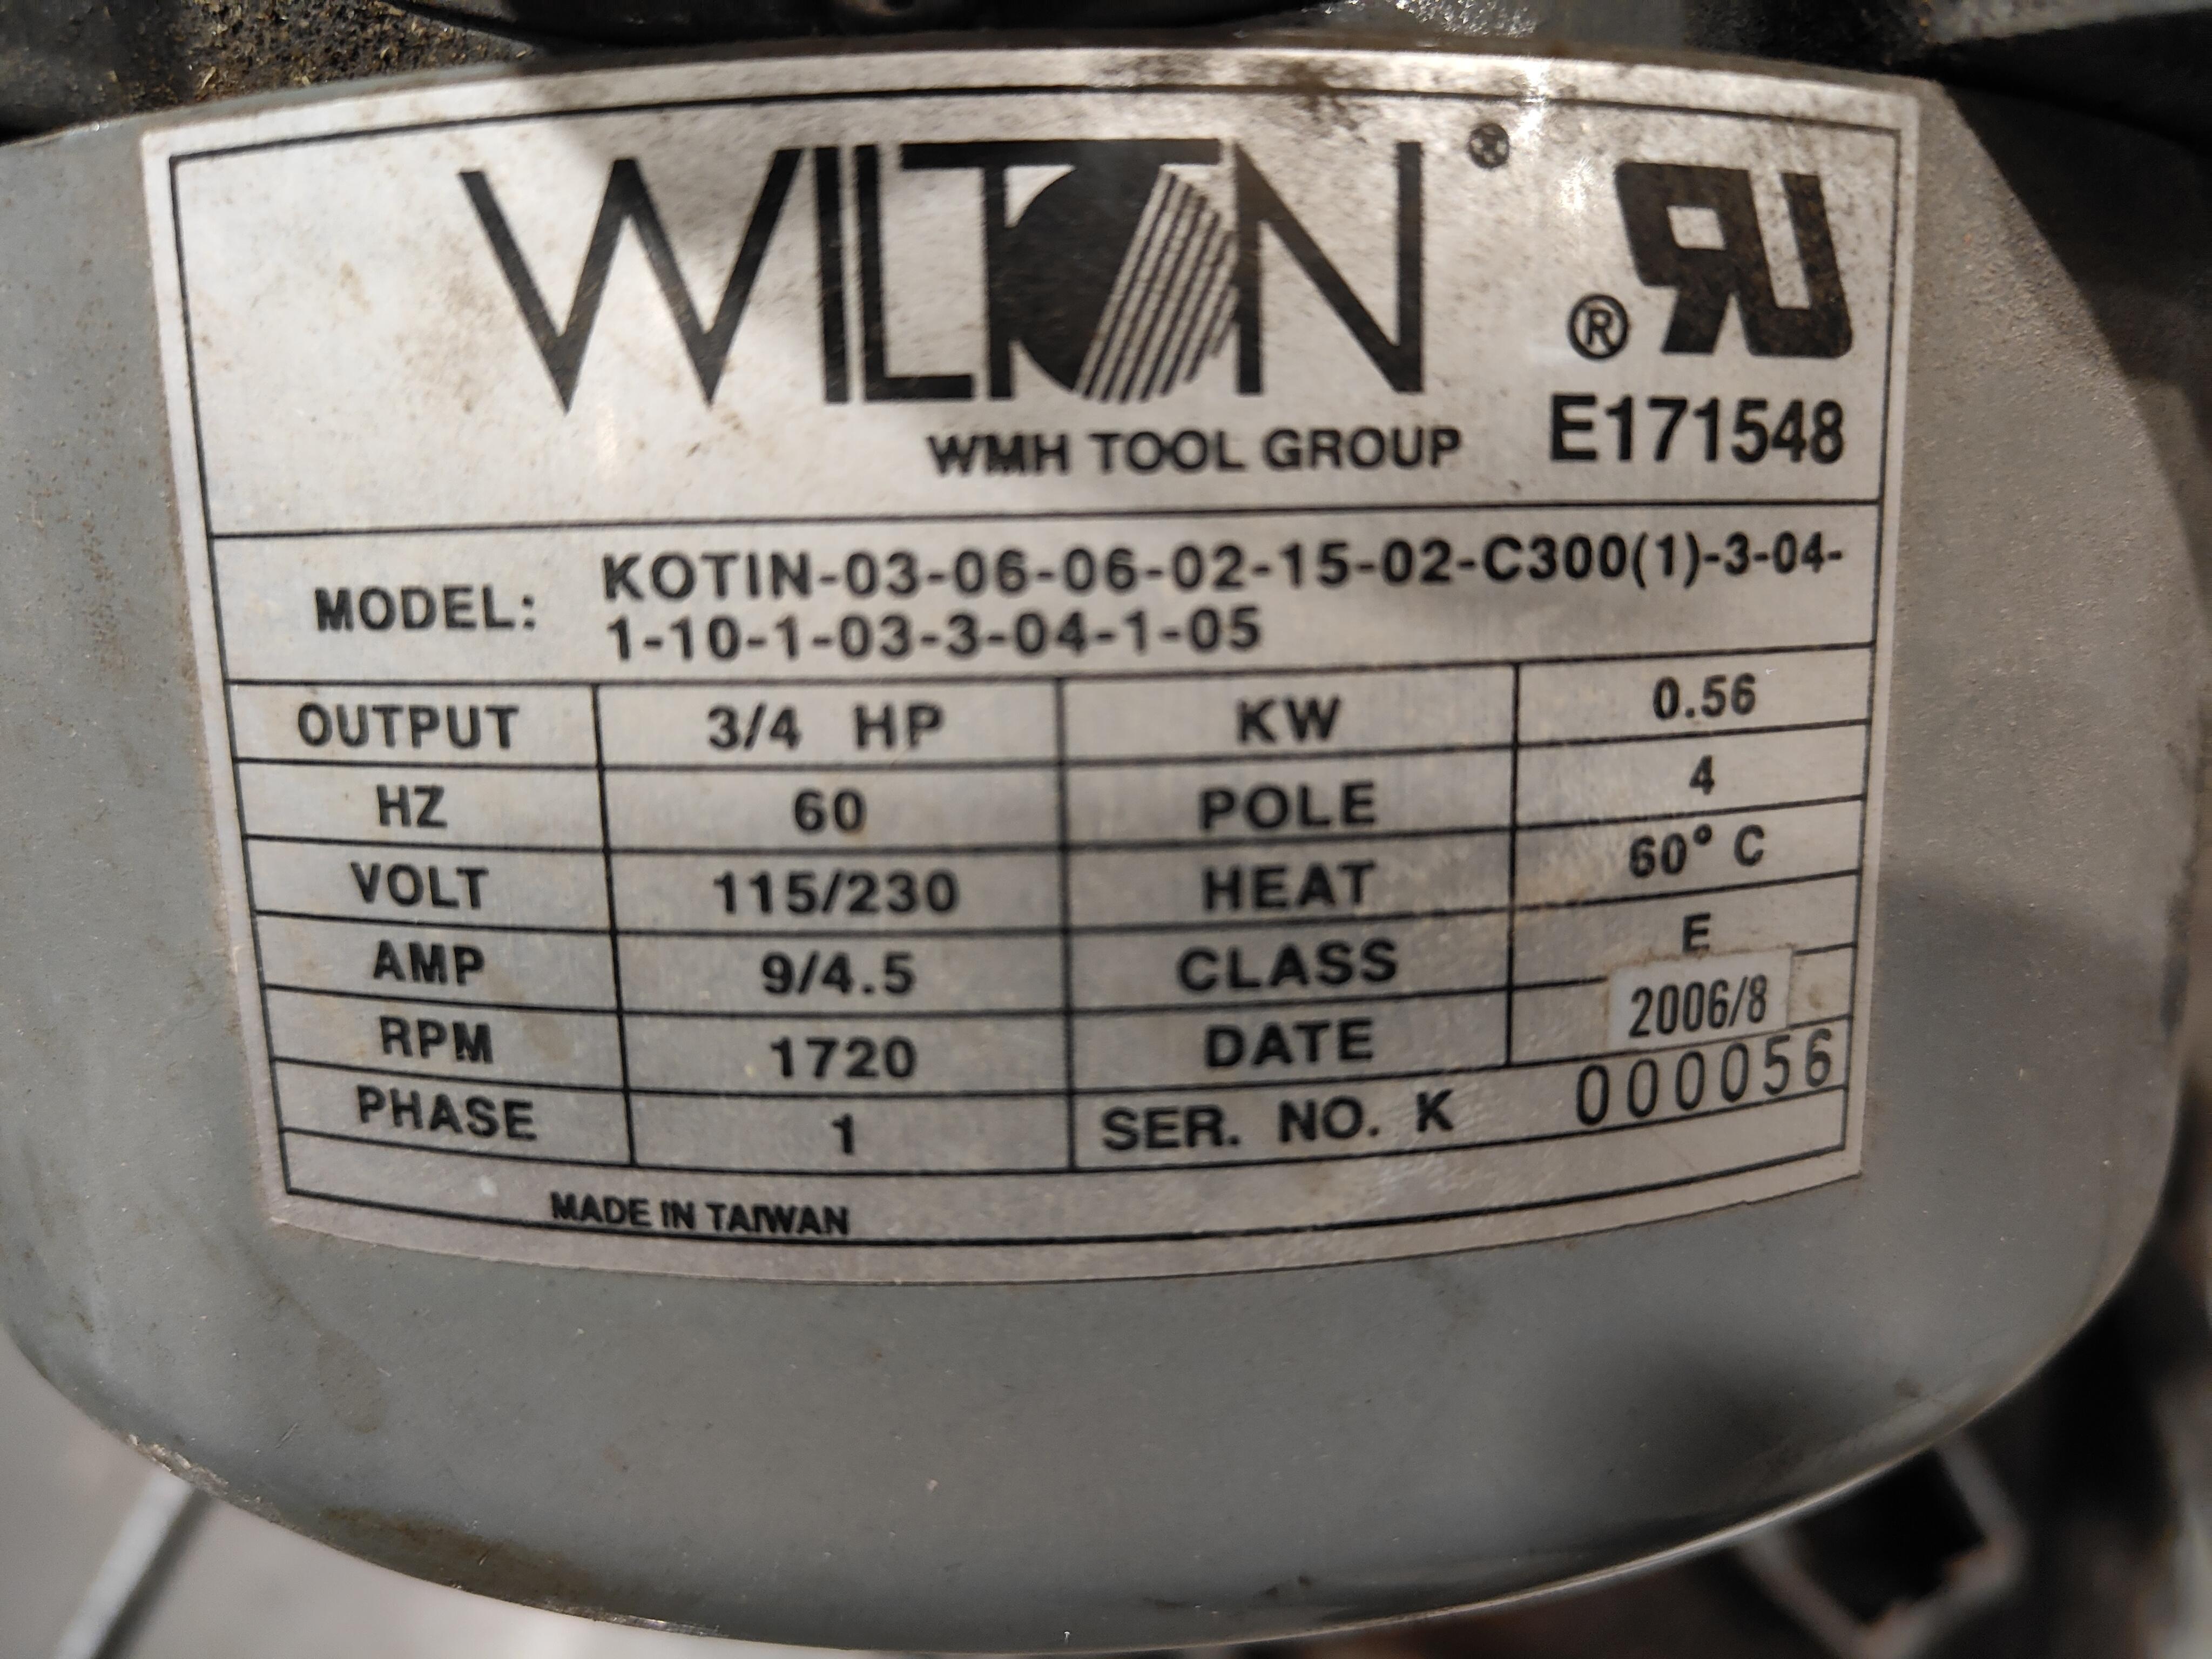 WILTON®
®
E171548
WMH TOOL GROUP
MODEL: KOTIN-03-06-06-02-15-02-C300(1)-3-04-
1-10-1-03-3-04-1-05
OUTPUT 3/4 HP KW 0.56
HZ 60 POLE 4
VOLT 115/230 HEAT 60° C
AMP 9/4.5 CLASS E
RPM 1720 DATE 2006/8
PHASE 1 SER. NO. K 000056
MADE IN TAIWAN